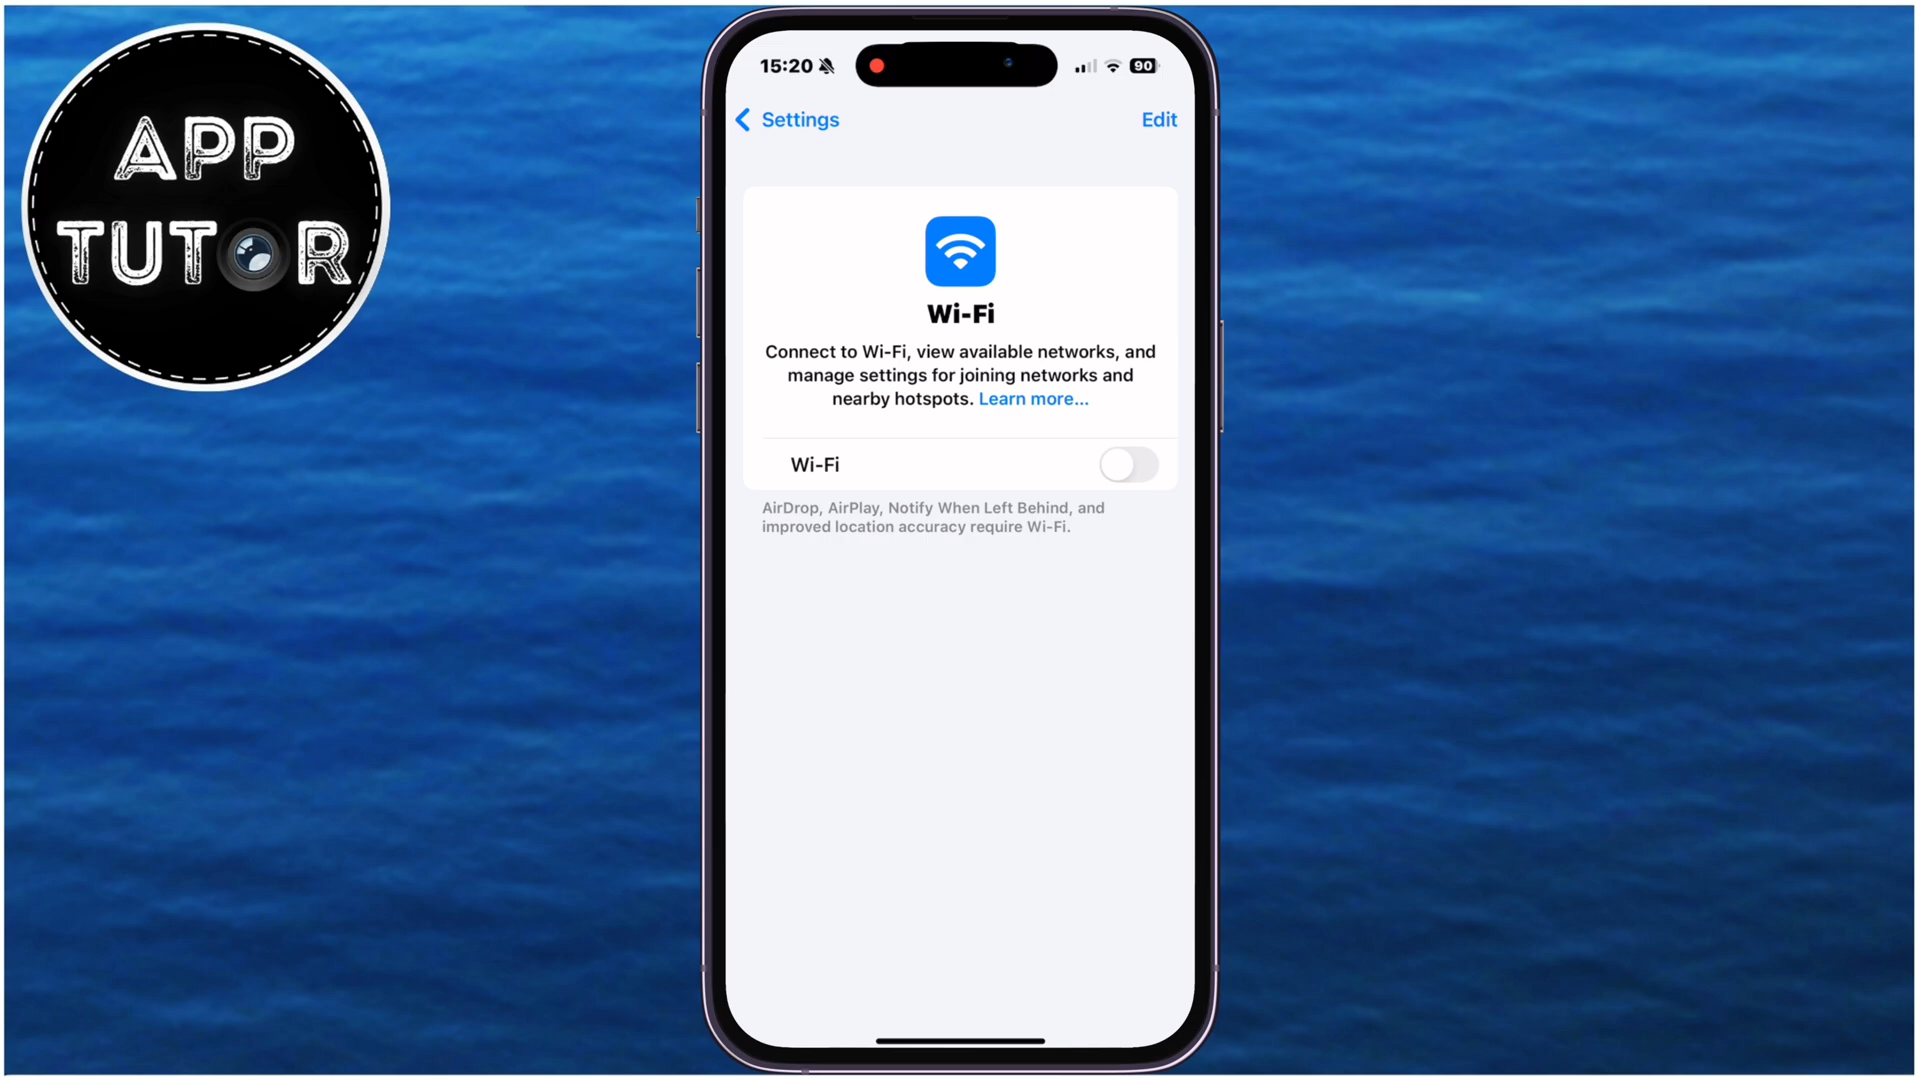 APP
TUTOR
15:20
90
Settings
Edit
Wi-Fi
Connect to Wi-Fi, view available networks, and
manage settings for joining networks and
nearby hotspots. Learn more...
Wi-Fi
AirDrop, AirPlay, Notify When Left Behind, and
improved location accuracy require Wi-Fi.